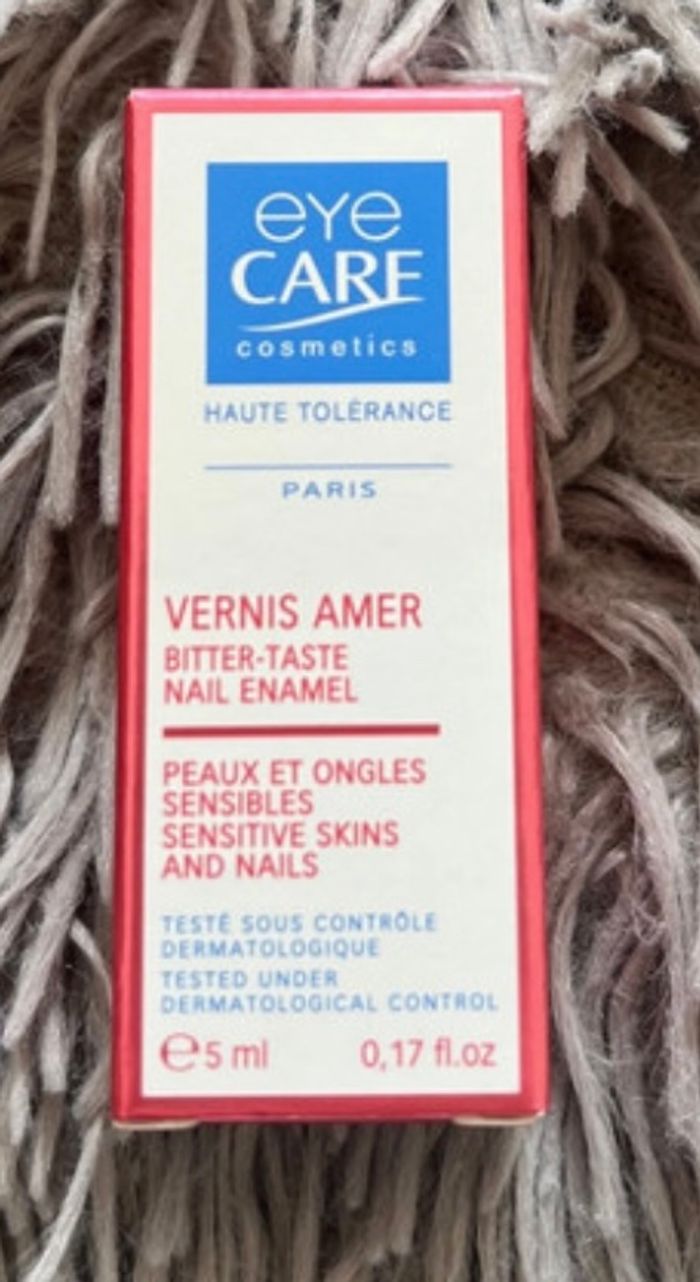 eye
CARE
cosmetics
HAUTE TOLÉRANCE
PARIS
VERNIS AMER
BITTER-TASTE
NAIL ENAMEL
PEAUX ET ONGLES
SENSIBLES
SENSITIVE SKINS
AND NAILS
TESTÉ SOUS CONTRÔLE
DERMATOLOGIQUE
TESTED UNDER
DERMATOLOGICAL CONTROL
℮ 5 ml 0,17 fl.oz